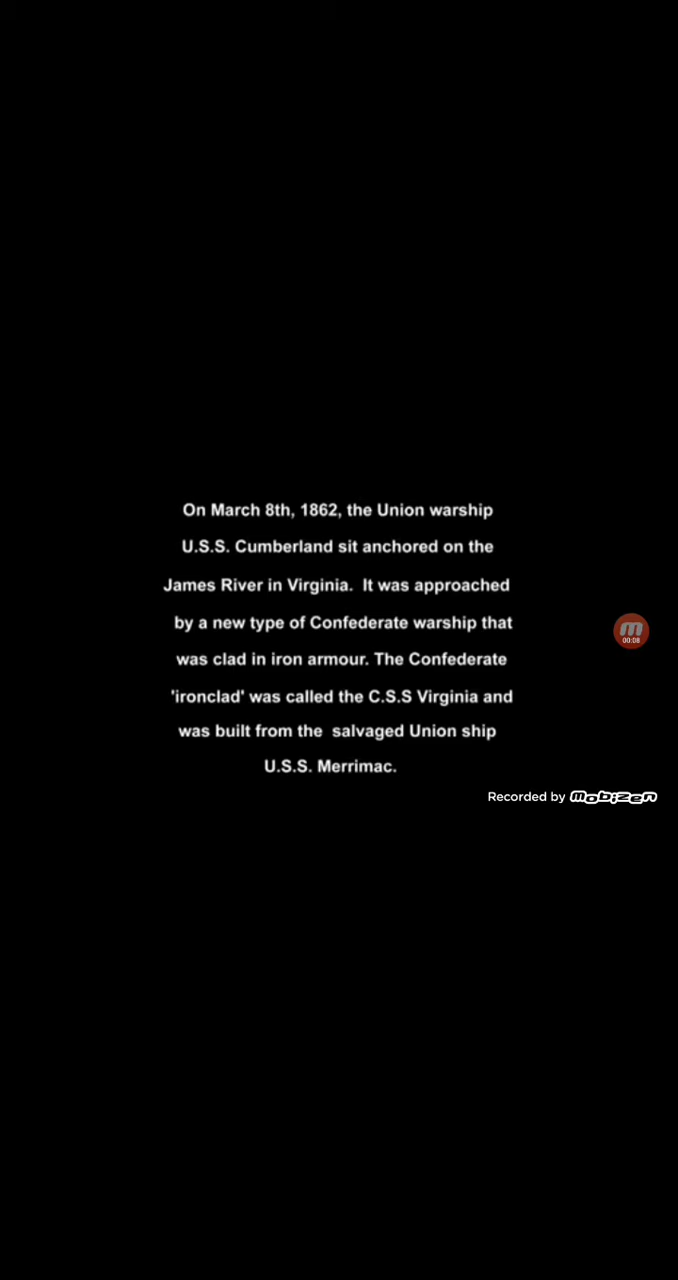 On March 8th, 1862, the Union warship
U.S.S. Cumberland sit anchored on the
James River in Virginia.  It was approached
by a new type of Confederate warship that
was clad in iron armour. The Confederate
'ironclad' was called the C.S.S Virginia and
was built from the  salvaged Union ship
U.S.S. Merrimac.
00:08
Recorded by mobizen